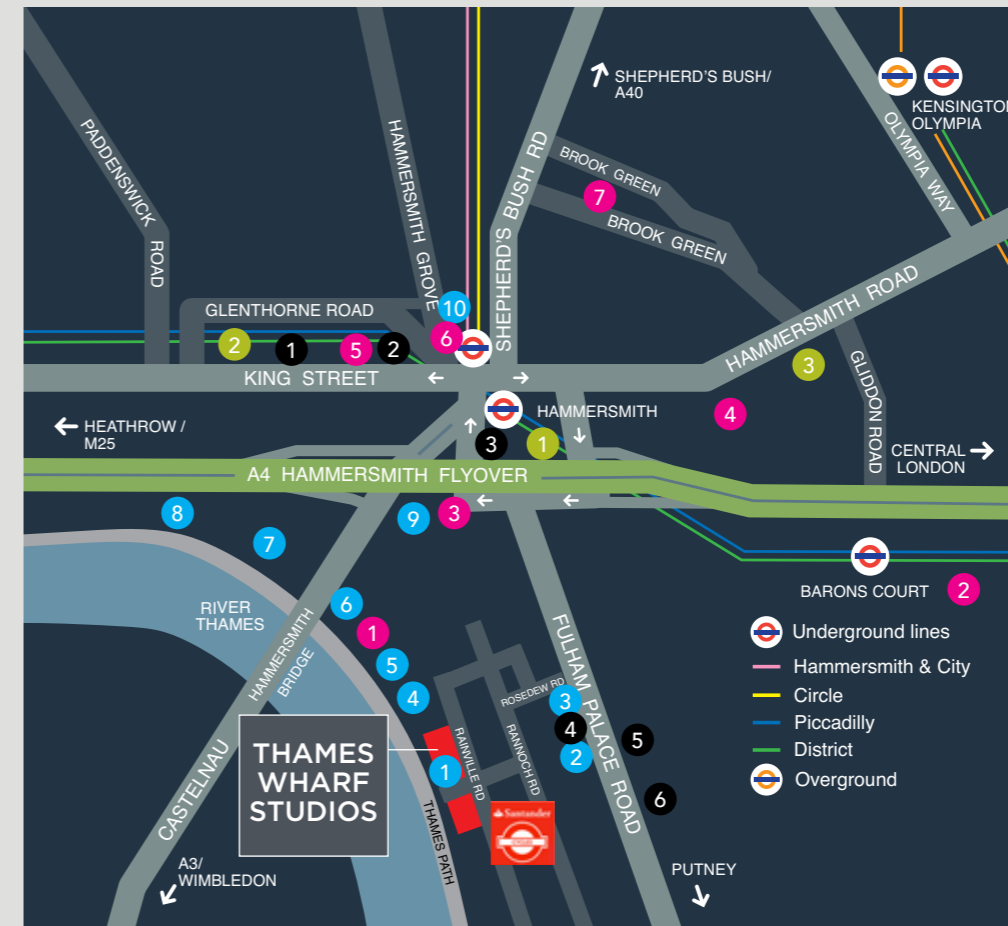 SHEPHERD'S BUSH/
A40
KENSINGTON
OLYMPIA
OLYMPIA WAY
PADDENSWICK
ROAD
HAMMERSMITH GROVE
SHEPHERD'S BUSH RD
BROOK GREEN
7
BROOK GREEN
HAMMERSMITH ROAD
GLENTHORNE ROAD
10
6
2
1
5
2
3
KING STREET
GLIDDON ROAD
4
HAMMERSMITH
HEATHROW /
M25
3
1
CENTRAL
LONDON
A4 HAMMERSMITH FLYOVER
8
9
3
7
BARONS COURT
2
RIVER
THAMES
6
1
5
4
HAMMERSMITH
BRIDGE
FULHAM PALACE ROAD
ROSEDEW RD
3
4
2
5
6
RAINVILLE RD
RANNOCH RD
1
THAMES
WHARF
STUDIOS
CASTELNAU
THAMES PATH
Santander
A3/
WIMBLEDON
PUTNEY
Underground lines
Hammersmith & City
Circle
Piccadilly
District
Overground